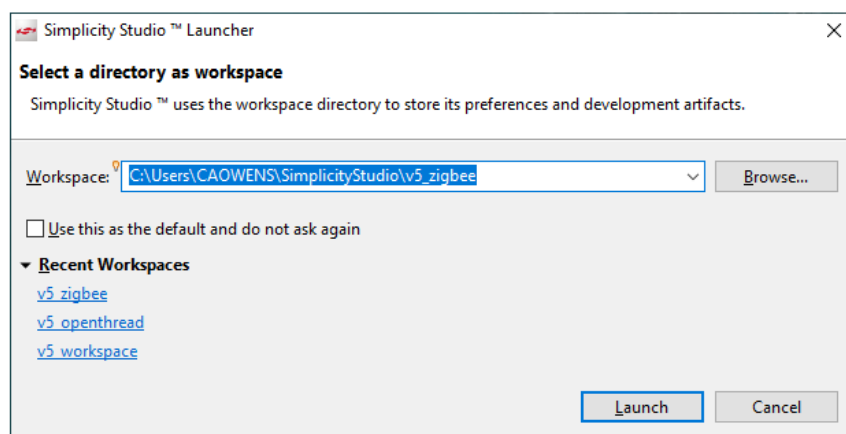 Simplicity Studio ™ Launcher
Select a directory as workspace
Simplicity Studio ™ uses the workspace directory to store its preferences and development artifacts.
Workspace: C:\Users\CAOWENS\SimplicityStudio\v5_zigbee Browse...
Use this as the default and do not ask again
Recent Workspaces
v5_zigbee
v5_openthread
v5_workspace
Launch Cancel